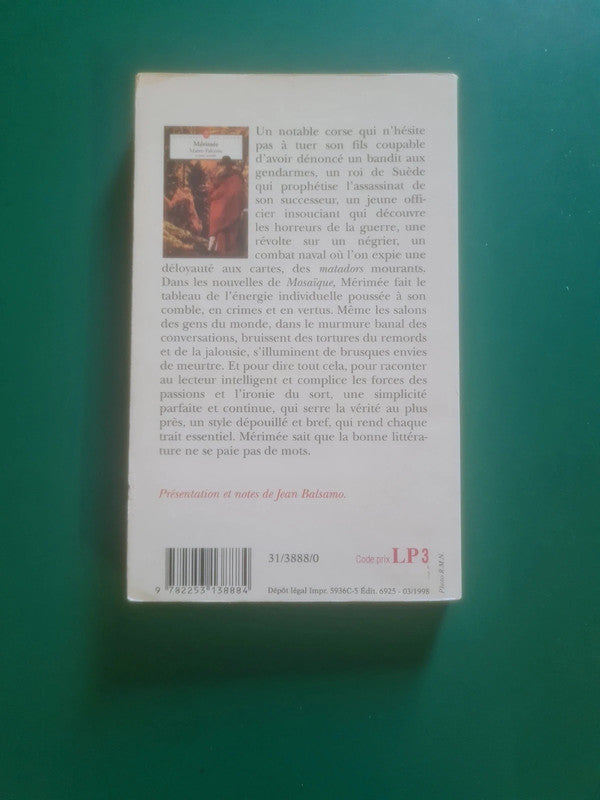 Mérimée
Mateo Falcone
Un notable corse qui n'hésite
pas à tuer son fils coupable
d'avoir dénoncé un bandit aux
gendarmes, un roi de Suède
qui prophétise l'assassinat de
son successeur, un jeune offi-
cier insouciant qui découvre
les horreurs de la guerre, une
révolte sur un négrier, un
combat naval où l'on expie une
déloyauté aux cartes, des matadors mourants.
Dans les nouvelles de Mosaïque, Mérimée fait le
tableau de l'énergie individuelle poussée à son
comble, en crimes et en vertus. Même les salons
des gens du monde, dans le murmure banal des
conversations, bruissent des tortures du remords
et de la jalousie, s'illuminent de brusques envies
de meurtre. Et pour dire tout cela, pour raconter
au lecteur intelligent et complice les forces des
passions et l'ironie du sort, une simplicité
parfaite et continue, qui serre la vérité au plus
près, un style dépouillé et bref, qui rend chaque
trait essentiel. Mérimée sait que la bonne littéra-
ture ne se paie pas de mots.
Présentation et notes de Jean Balsamo.
31/3888/0
Code prix LP 3
Photo R.M.N.
9 782253 138884
Dépôt légal Impr. 5936C-5 Édit. 6925 - 03/1998